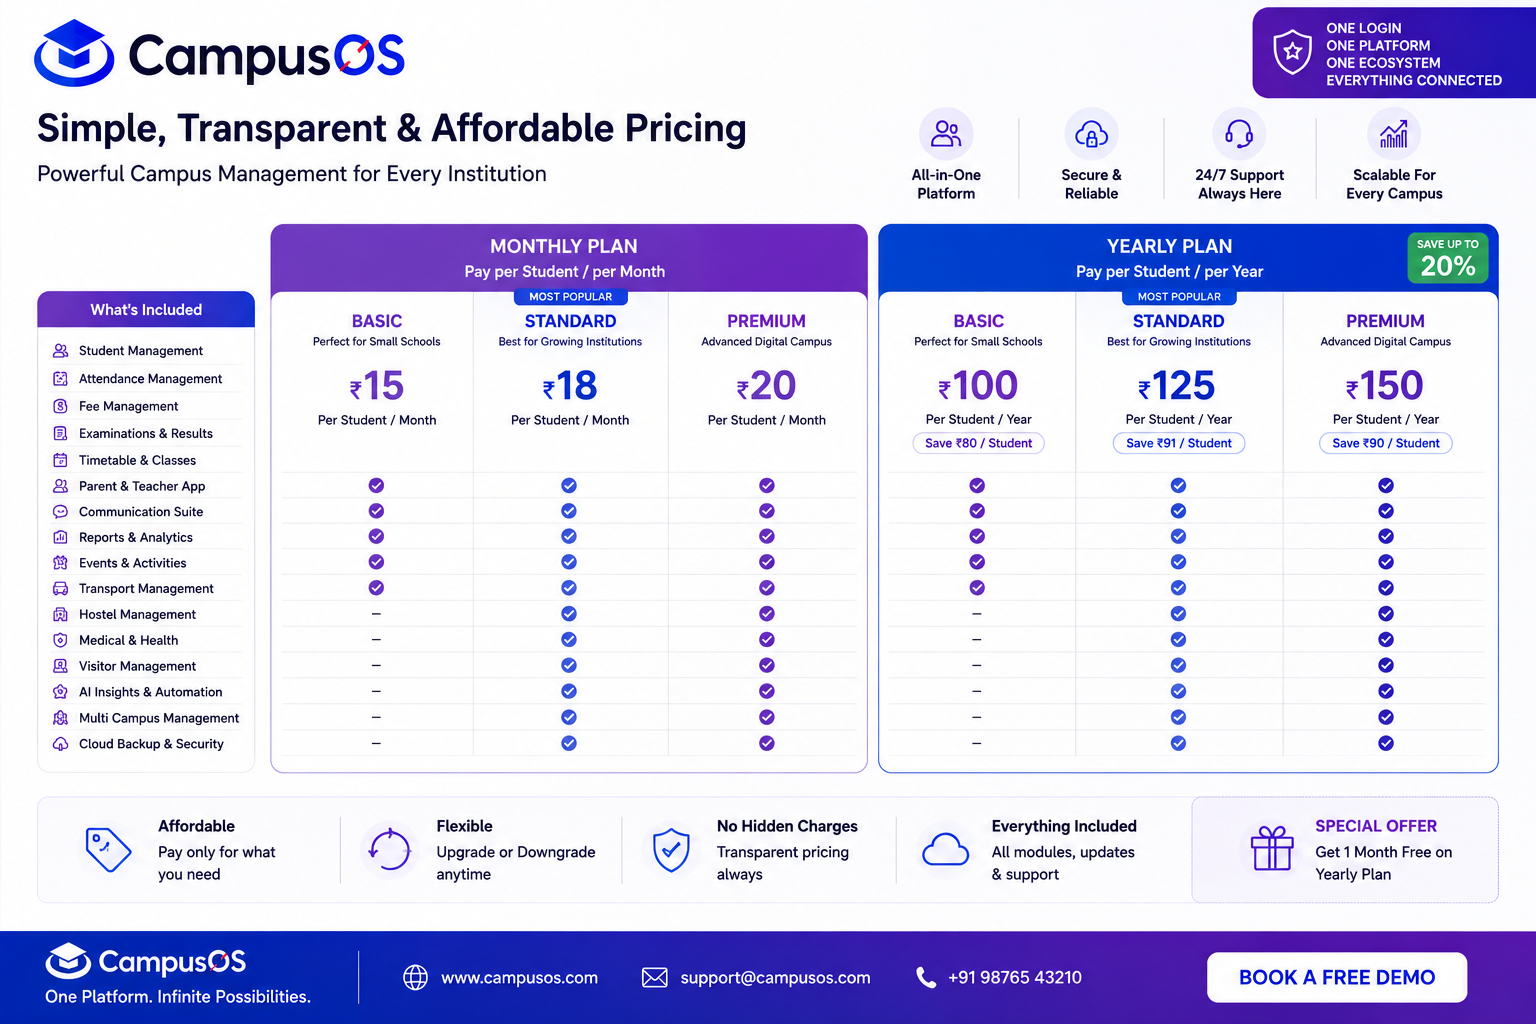 CampusOS
ONE LOGIN
ONE PLATFORM
ONE ECOSYSTEM
EVERYTHING CONNECTED
Simple, Transparent & Affordable Pricing
Powerful Campus Management for Every Institution
All-in-One
Platform
Secure &
Reliable
24/7 Support
Always Here
Scalable For
Every Campus
What's Included
Student Management
Attendance Management
Fee Management
Examinations & Results
Timetable & Classes
Parent & Teacher App
Communication Suite
Reports & Analytics
Events & Activities
Transport Management
Hostel Management
Medical & Health
Visitor Management
AI Insights & Automation
Multi Campus Management
Cloud Backup & Security
MONTHLY PLAN
Pay per Student / per Month
BASIC
Perfect for Small Schools
₹15
Per Student / Month
MOST POPULAR
STANDARD
Best for Growing Institutions
₹18
Per Student / Month
PREMIUM
Advanced Digital Campus
₹20
Per Student / Month
YEARLY PLAN
Pay per Student / per Year
SAVE UP TO
20%
BASIC
Perfect for Small Schools
₹100
Per Student / Year
Save ₹80 / Student
MOST POPULAR
STANDARD
Best for Growing Institutions
₹125
Per Student / Year
Save ₹91 / Student
PREMIUM
Advanced Digital Campus
₹150
Per Student / Year
Save ₹90 / Student
Affordable
Pay only for what
you need
Flexible
Upgrade or Downgrade
anytime
No Hidden Charges
Transparent pricing
always
Everything Included
All modules, updates
& support
SPECIAL OFFER
Get 1 Month Free on
Yearly Plan
CampusOS
One Platform. Infinite Possibilities.
www.campusos.com
support@campusos.com
+91 98765 43210
BOOK A FREE DEMO